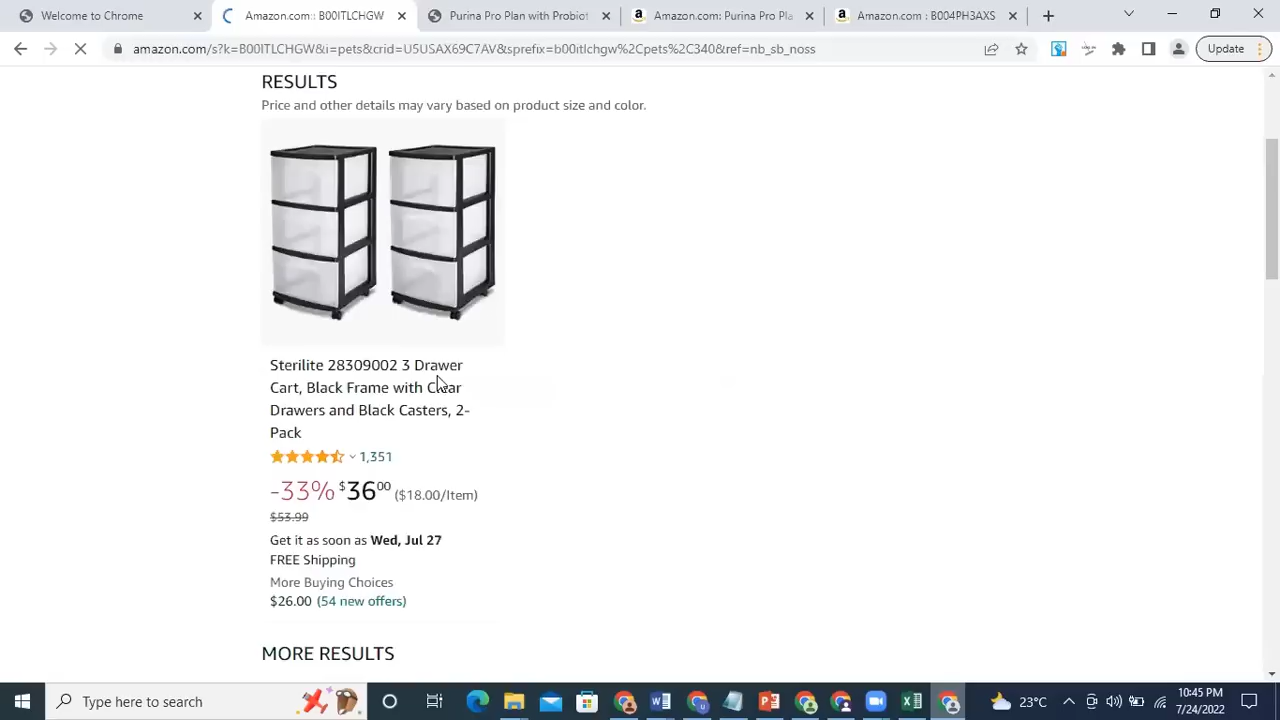 Welcome to Chrome
Amazon.com: B00ITLCHGW
Purina Pro Plan with Probiot
Amazon.com: Purina Pro Pla
Amazon.com : B004PH3AXS
amazon.com/s?k=B00ITLCHGW&i=pets&crid=U5USAX69C7AV&sprefix=b00itlchgw%2Cpets%2C340&ref=nb_sb_noss
Update
RESULTS
Price and other details may vary based on product size and color.
Sterilite 28309002 3 Drawer
Cart, Black Frame with Clear
Drawers and Black Casters, 2-
Pack
1,351
-33% $3600 ($18.00/Item)
$53.99
Get it as soon as Wed, Jul 27
FREE Shipping
More Buying Choices
$26.00 (54 new offers)
MORE RESULTS
Type here to search
23°C
10:45 PM
7/24/2022